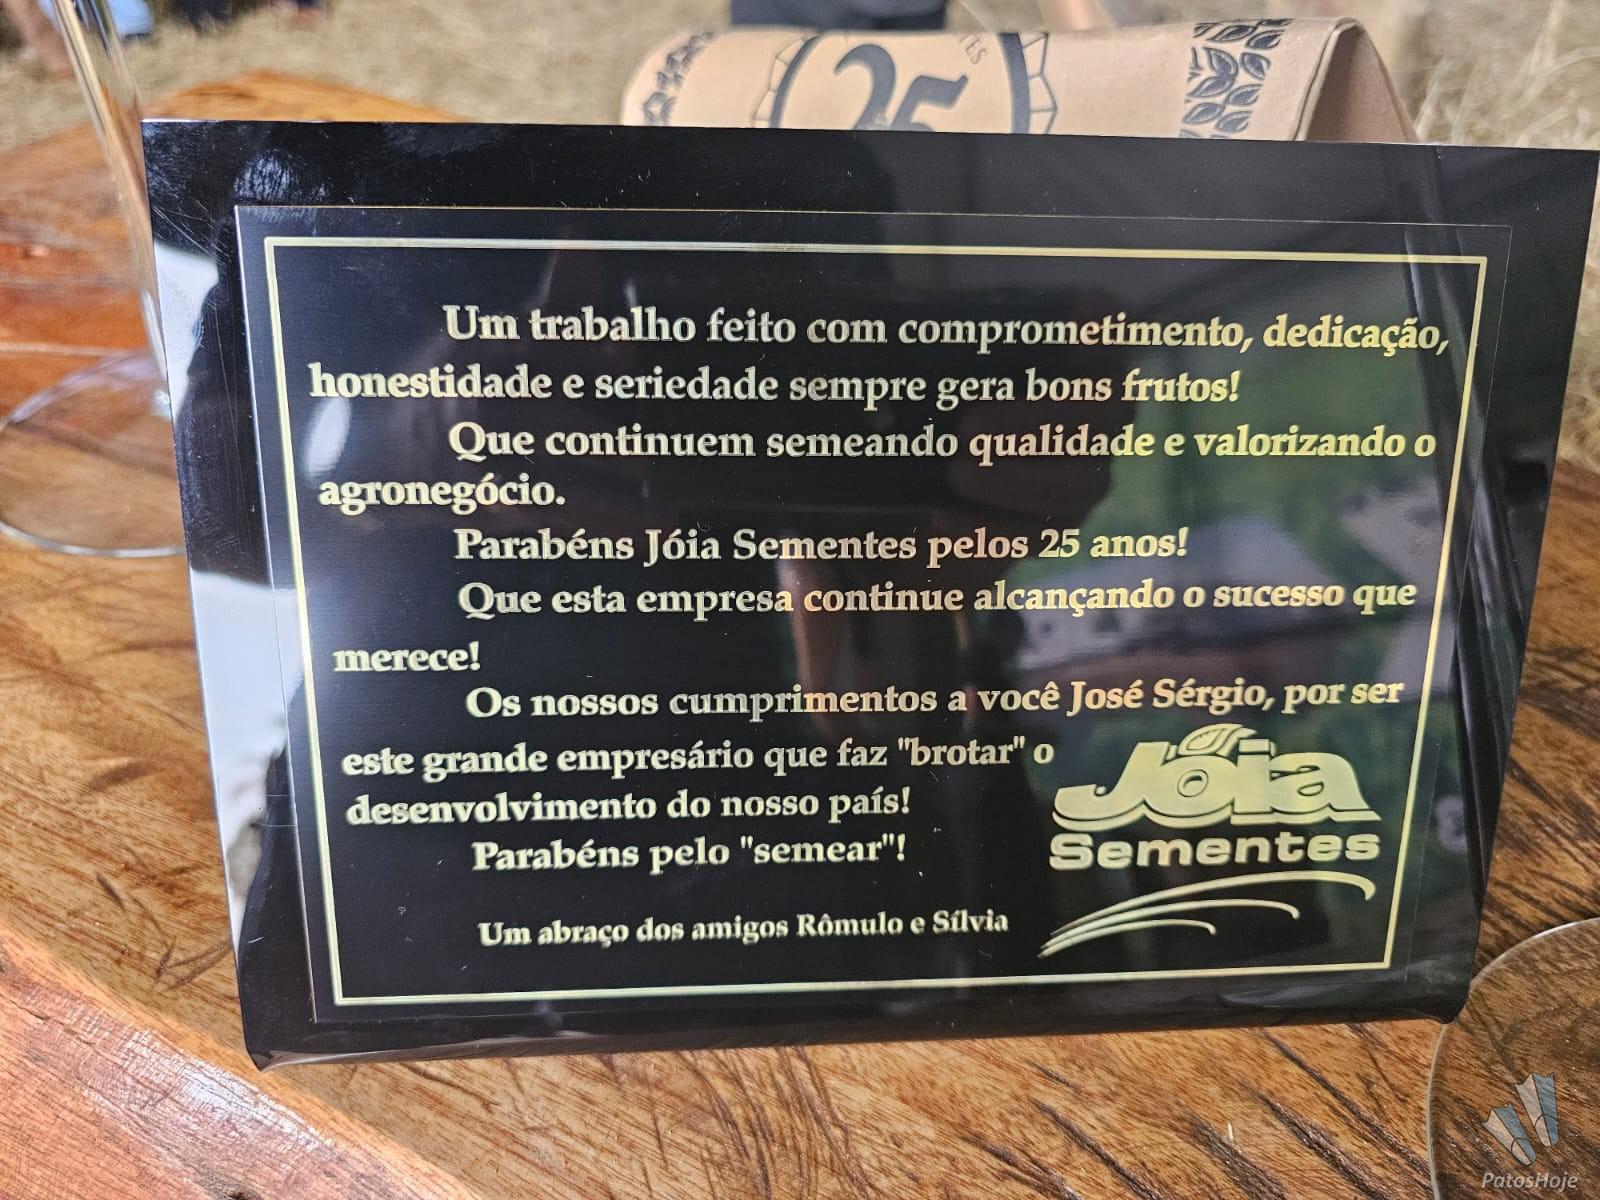 25
Um trabalho feito com comprometimento, dedicação,
honestidade e seriedade sempre gera bons frutos!
Que continuem semeando qualidade e valorizando o
agronegócio.
Parabéns Jóia Sementes pelos 25 anos!
Que esta empresa continue alcançando o sucesso que
merece!
Os nossos cumprimentos a você José Sérgio, por ser
este grande empresário que faz "brotar" o
desenvolvimento do nosso país!
Parabéns pelo "semear"!
Um abraço dos amigos Rômulo e Sílvia
Jóia
Sementes
PatosHoje